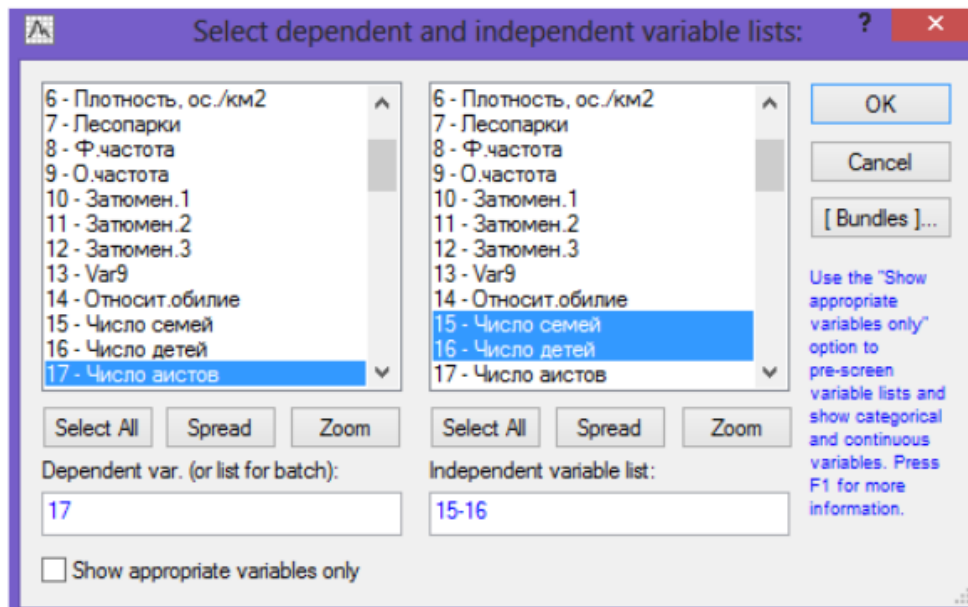 Select dependent and independent variable lists:
?
6 - Плотность, ос./км2
7 - Лесопарки
8 - Ф.частота
9 - О.частота
10 - Затюмен.1
11 - Затюмен.2
12 - Затюмен.3
13 - Var9
14 - Относит.обилие
15 - Число семей
16 - Число детей
17 - Число аистов
Select All
Spread
Zoom
Dependent var. (or list for batch):
17
6 - Плотность, ос./км2
7 - Лесопарки
8 - Ф.частота
9 - О.частота
10 - Затюмен.1
11 - Затюмен.2
12 - Затюмен.3
13 - Var9
14 - Относит.обилие
15 - Число семей
16 - Число детей
17 - Число аистов
Select All
Spread
Zoom
Independent variable list:
15-16
OK
Cancel
[ Bundles ]...
Use the "Show
appropriate
variables only"
option to
pre-screen
variable lists and
show categorical
and continuous
variables. Press
F1 for more
information.
Show appropriate variables only